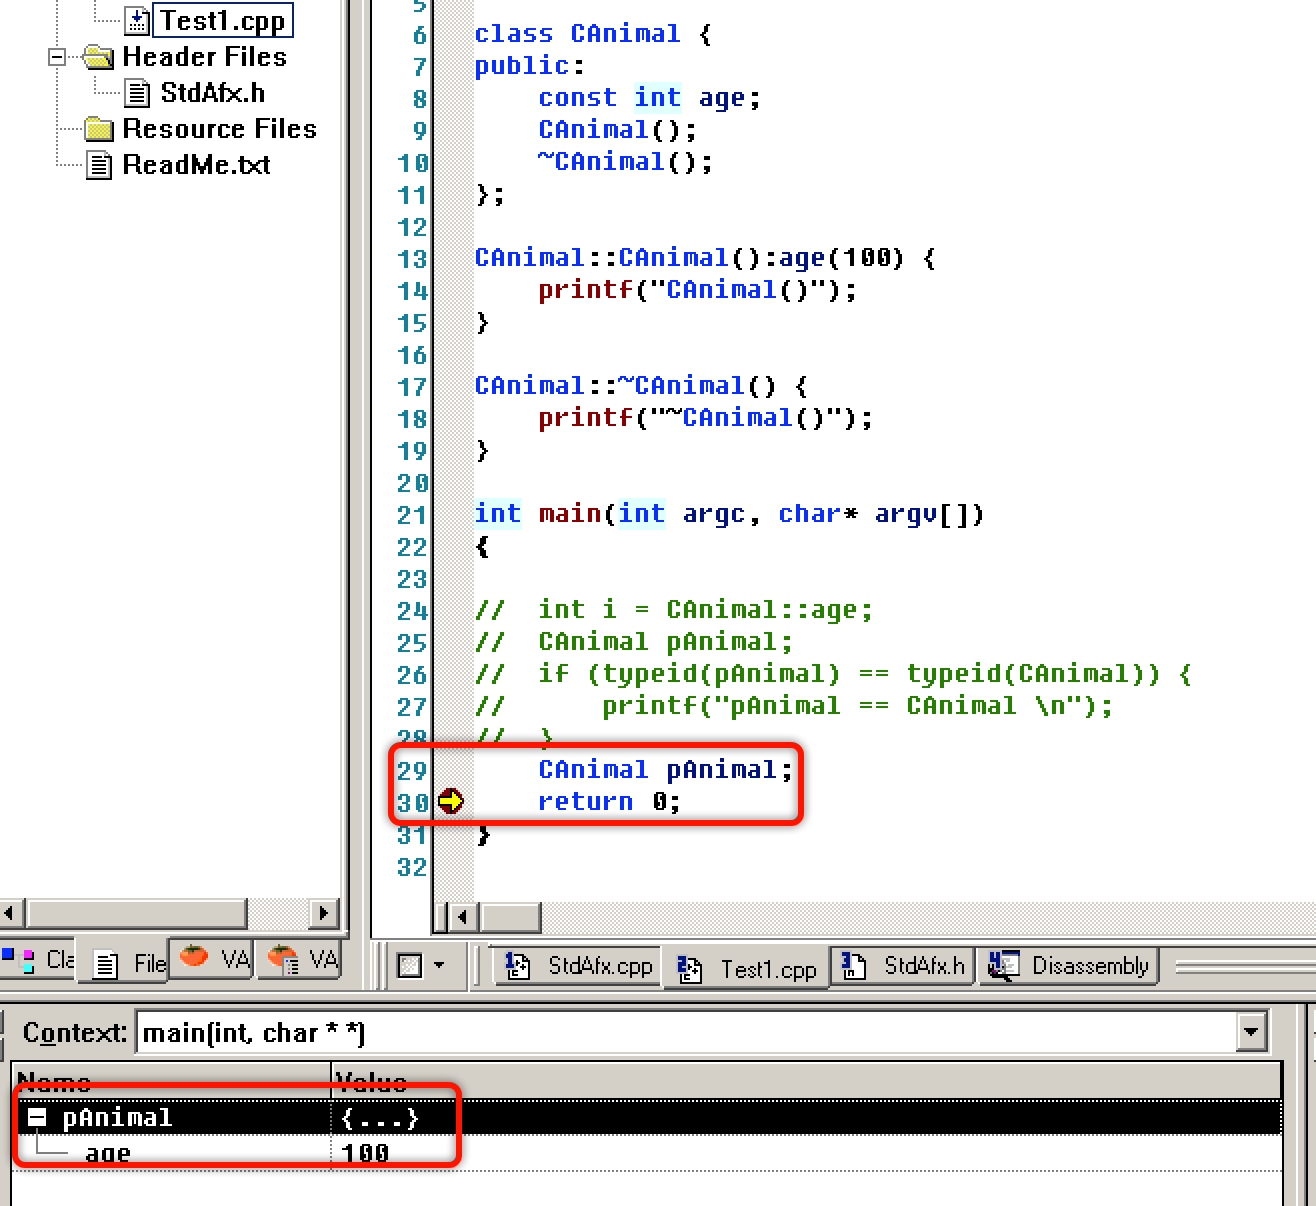 Test1.cpp
Header Files
StdAfx.h
Resource Files
ReadMe.txt
5
6 class CAnimal {
7 public:
8     const int age;
9     CAnimal();
10     ~CAnimal();
11 };
12
13 CAnimal::CAnimal():age(100) {
14     printf("CAnimal()");
15 }
16
17 CAnimal::~CAnimal() {
18     printf("~CAnimal()");
19 }
20
21 int main(int argc, char* argv[])
22 {
23
24 //  int i = CAnimal::age;
25 //  CAnimal pAnimal;
26 //  if (typeid(pAnimal) == typeid(CAnimal)) {
27 //      printf("pAnimal == CAnimal \n");
28 //  }
29     CAnimal pAnimal;
30     return 0;
31 }
32
Cla File VA VA
StdAfx.cpp Test1.cpp StdAfx.h Disassembly
Context: main(int, char * *)
Name Value
pAnimal {...}
age 100